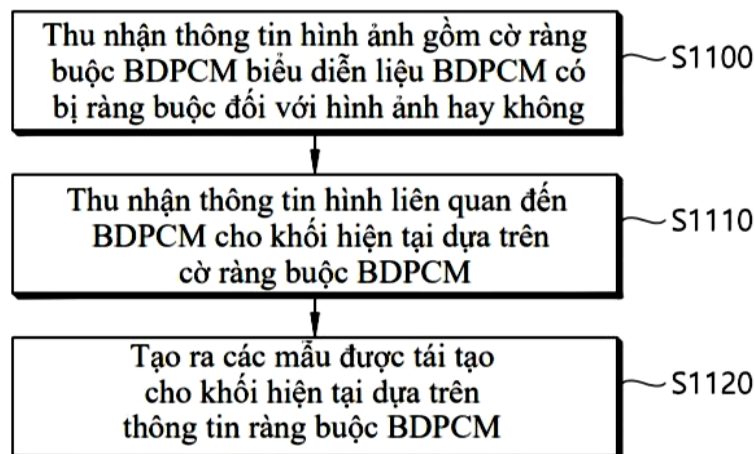 Thu nhận thông tin hình ảnh gồm cờ ràng
buộc BDPCM biểu diễn liệu BDPCM có
bị ràng buộc đối với hình ảnh hay không
S1100
Thu nhận thông tin hình liên quan đến
BDPCM cho khối hiện tại dựa trên
cờ ràng buộc BDPCM
S1110
Tạo ra các mẫu được tái tạo
cho khối hiện tại dựa trên
thông tin ràng buộc BDPCM
S1120